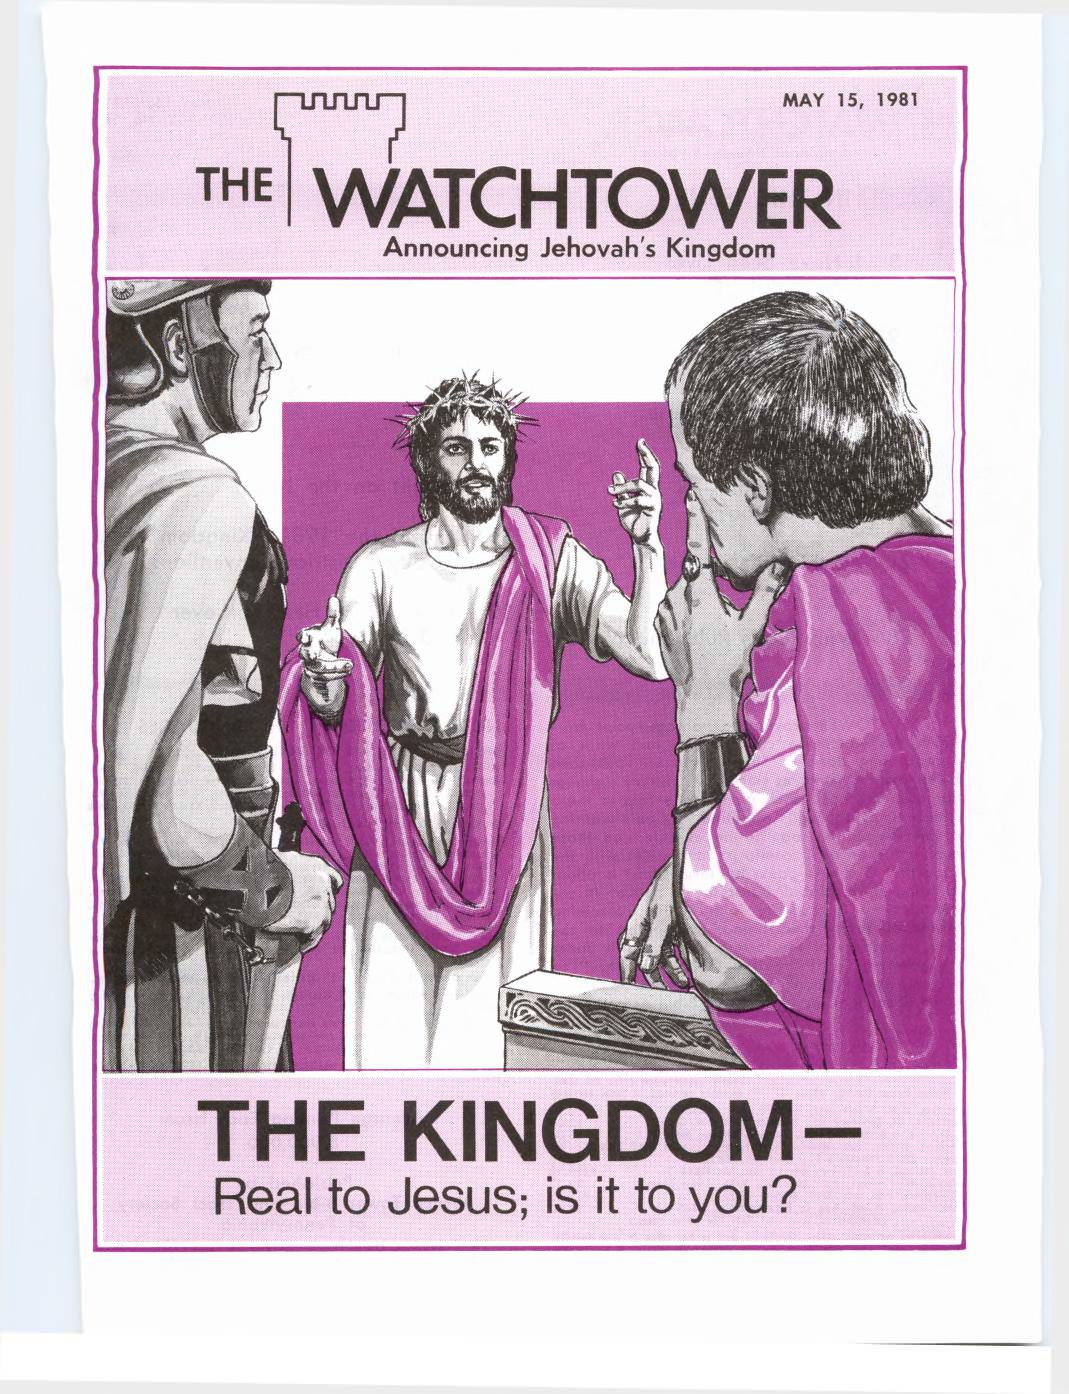 MAY 15, 1981
THE WATCHTOWER
Announcing Jehovah's Kingdom
THE KINGDOM—
Real to Jesus; is it to you?